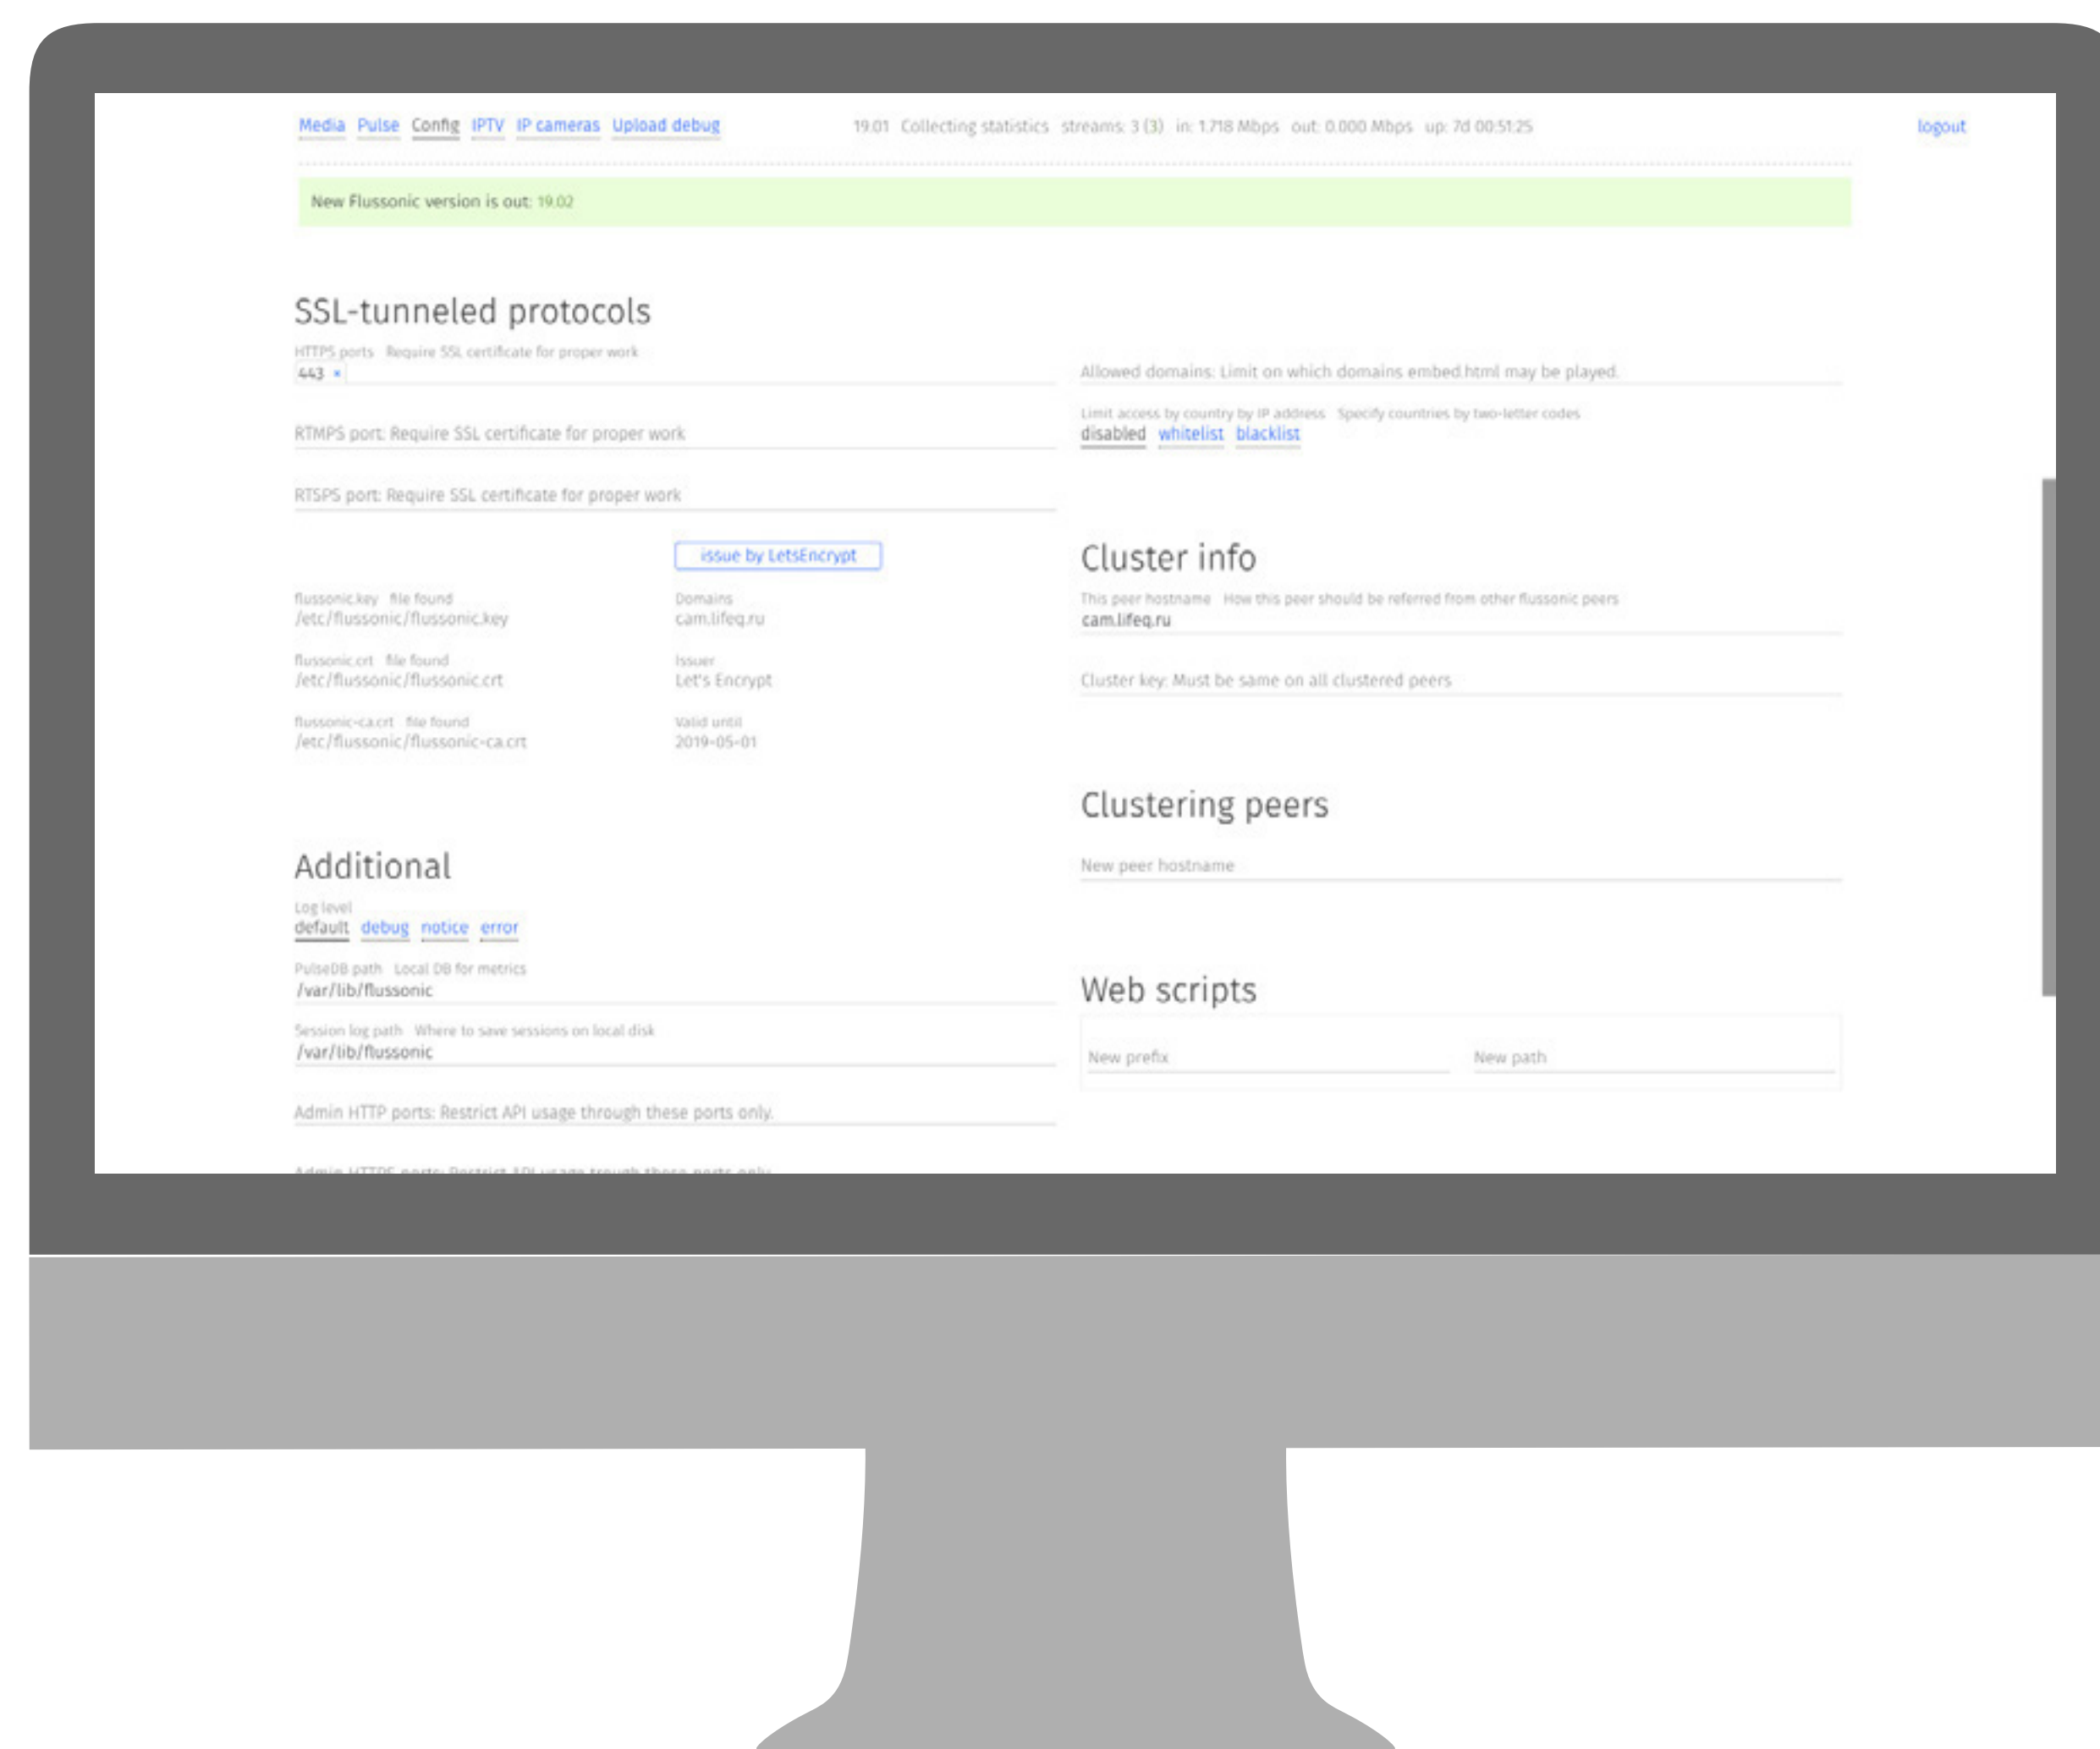 Media Pulse Config IPTV IP cameras Upload debug 19.01 Collecting statistics streams: 3 (3) in: 1.718 Mbps out: 0.000 Mbps up: 7d 00:51:25 logout
New Flussonic version is out: 19.02
SSL-tunneled protocols
HTTPS ports Require SSL certificate for proper work
443 ×
RTMPS port: Require SSL certificate for proper work
RTSPS port: Require SSL certificate for proper work
issue by LetsEncrypt
flussonic.key file found
/etc/flussonic/flussonic.key
Domains
cam.lifeq.ru
flussonic.crt file found
/etc/flussonic/flussonic.crt
Issuer
Let's Encrypt
flussonic-ca.crt file found
/etc/flussonic/flussonic-ca.crt
Valid until
2019-05-01
Additional
Log level
default debug notice error
PulseDB path Local DB for metrics
/var/lib/flussonic
Session log path Where to save sessions on local disk
/var/lib/flussonic
Admin HTTP ports: Restrict API usage through these ports only.
Admin HTTPS ports: Restrict API usage trough these ports only
Allowed domains: Limit on which domains embed.html may be played.
Limit access by country by IP address Specify countries by two-letter codes
disabled whitelist blacklist
Cluster info
This peer hostname How this peer should be referred from other flussonic peers
cam.lifeq.ru
Cluster key: Must be same on all clustered peers
Clustering peers
New peer hostname
Web scripts
New prefix New path